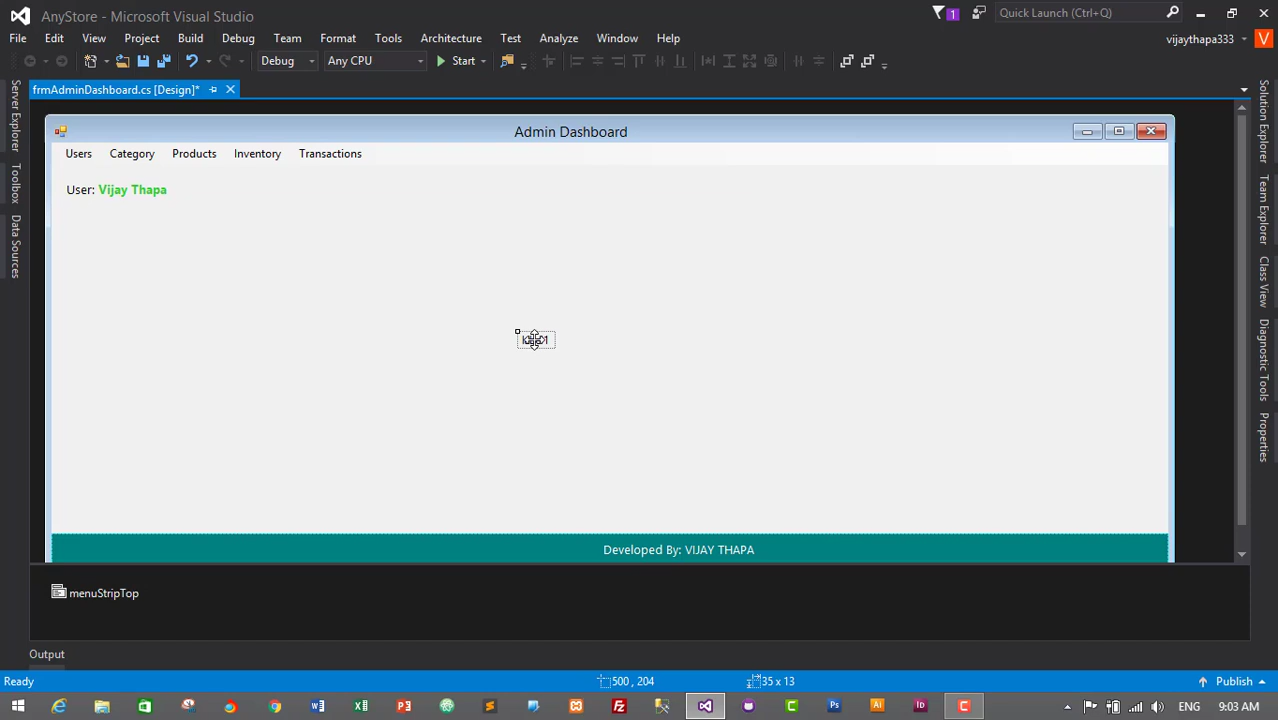 AnyStore - Microsoft Visual Studio
1
Quick Launch (Ctrl+Q)
File Edit View Project Build Debug Team Format Tools Architecture Test Analyze Window Help
vijaythapa333
V
Debug
Any CPU
Start
frmAdminDashboard.cs [Design]*
Server Explorer
Toolbox
Data Sources
Admin Dashboard
Users Category Products Inventory Transactions
User: Vijay Thapa
Developed By: VIJAY THAPA
menuStripTop
Solution Explorer
Team Explorer
Class View
Diagnostic Tools
Properties
Output
Ready
500 , 204
35 x 13
Publish
ENG
9:03 AM